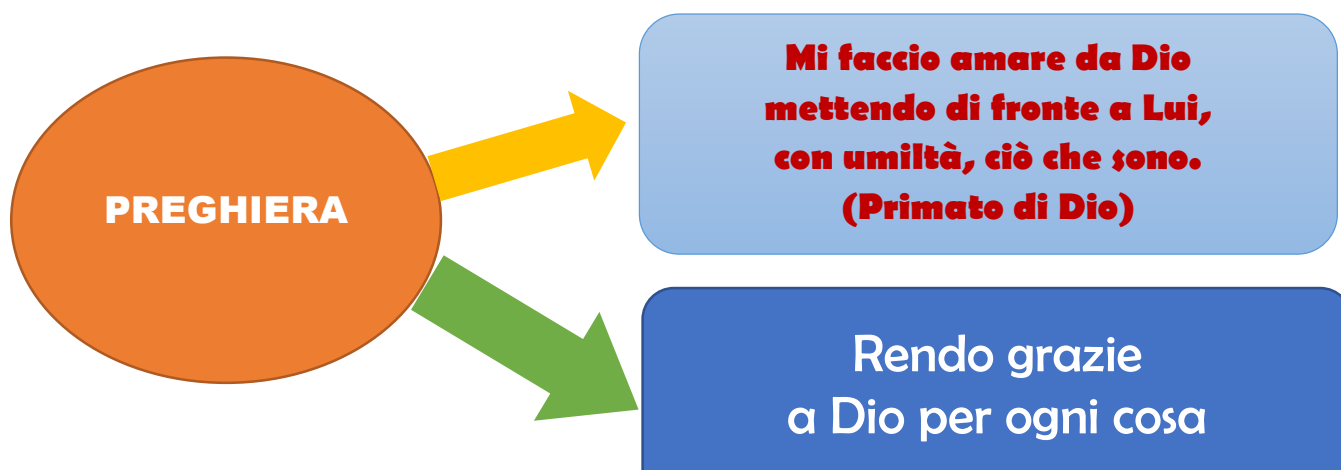 PREGHIERA
Mi faccio amare da Dio
mettendo di fronte a Lui,
con umiltà, ciò che sono.
(Primato di Dio)
Rendo grazie
a Dio per ogni cosa